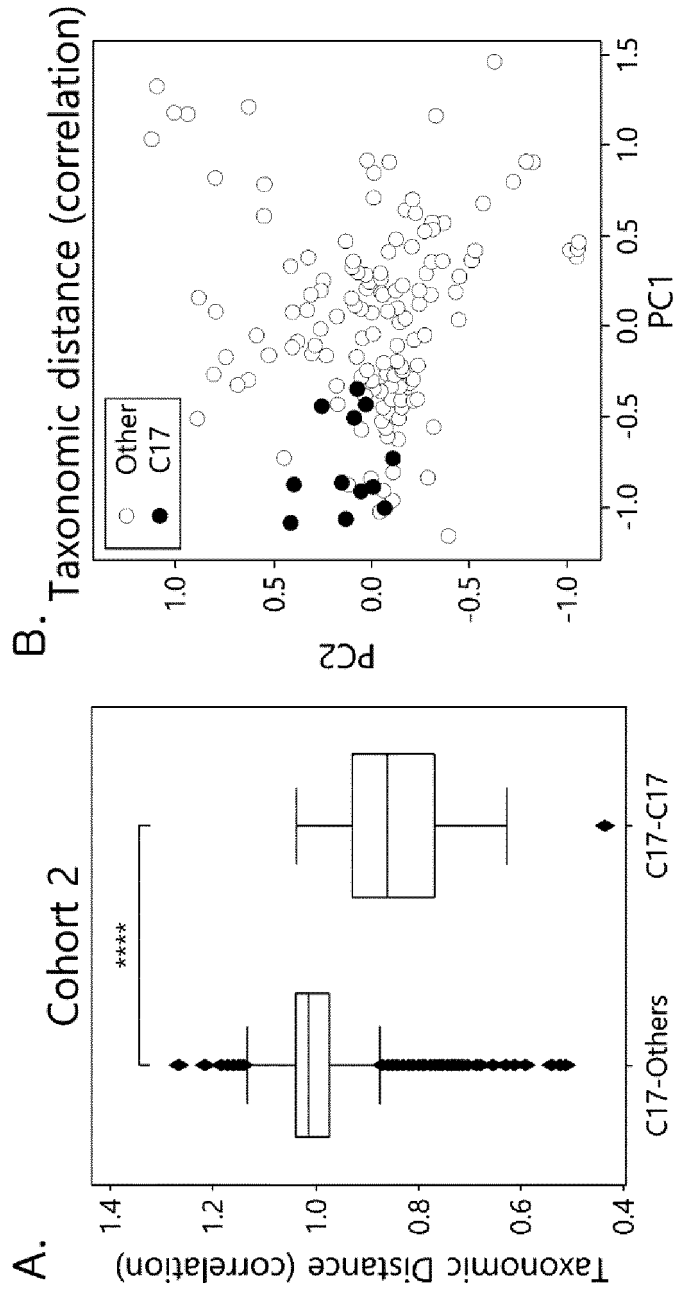 A.
Cohort 2
Taxonomic Distance (correlation)
1.4
1.2
1.0
0.8
0.6
0.4
****
C17-Others
C17-C17
B.
Taxonomic distance (correlation)
Other
C17
PC2
1.0
0.5
0.0
-0.5
-1.0
-1.0
-0.5
0.0
0.5
1.0
1.5
PC1